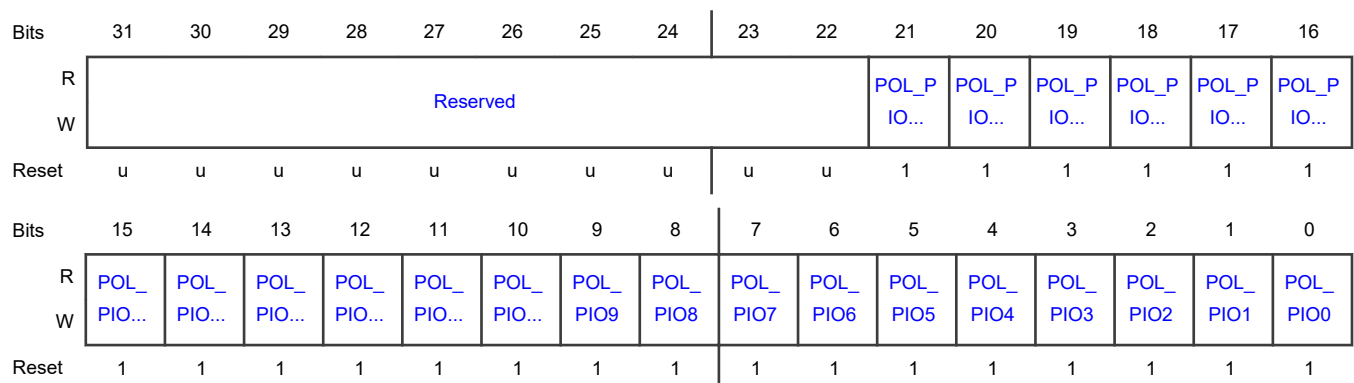 Bits 31 30 29 28 27 26 25 24 23 22 21 20 19 18 17 16
R
W
Reserved
POL_P POL_P POL_P POL_P POL_P POL_P
IO... IO... IO... IO... IO... IO...
Reset u u u u u u u u u u 1 1 1 1 1 1
Bits 15 14 13 12 11 10 9 8 7 6 5 4 3 2 1 0
R POL_ POL_ POL_ POL_ POL_ POL_ POL_ POL_ POL_ POL_ POL_ POL_ POL_ POL_ POL_ POL_
W PIO... PIO... PIO... PIO... PIO... PIO... PIO9 PIO8 PIO7 PIO6 PIO5 PIO4 PIO3 PIO2 PIO1 PIO0
Reset 1 1 1 1 1 1 1 1 1 1 1 1 1 1 1 1